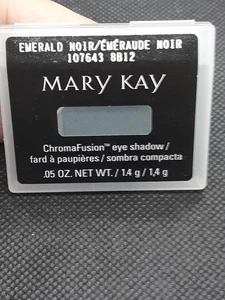 EMERALD NOIR/ÉMERAUDE NOIR
107643 8B12
MARY KAY
ChromaFusion™ eye shadow/
fard à paupières / sombra compacta
.05 OZ. NET WT. / 1.4 g / 1,4 g